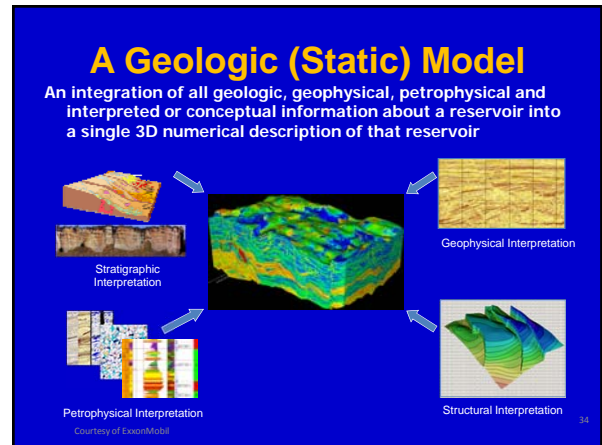 A Geologic (Static) Model
An integration of all geologic, geophysical, petrophysical and
interpreted or conceptual information about a reservoir into
a single 3D numerical description of that reservoir
Stratigraphic
Interpretation
Geophysical Interpretation
Petrophysical Interpretation
Structural Interpretation
Courtesy of ExxonMobil
34